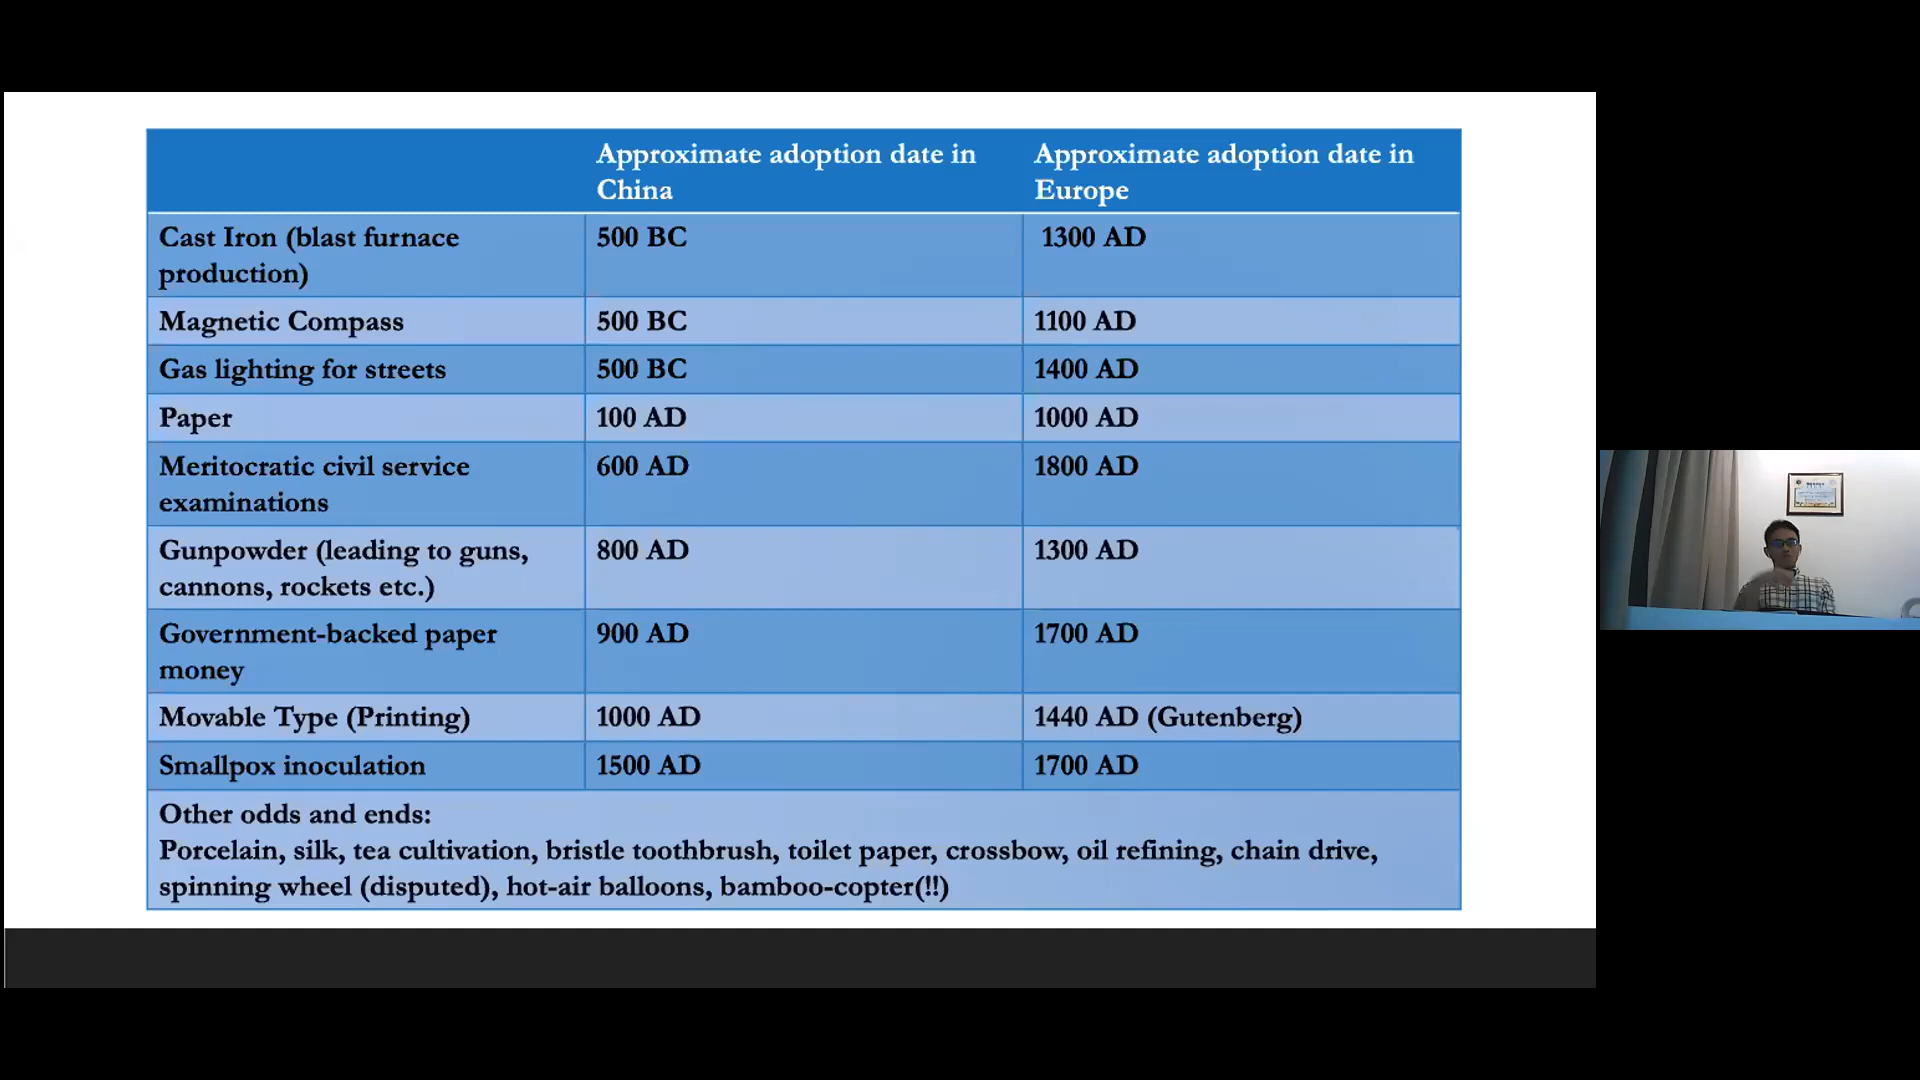 Approximate adoption date in China
Approximate adoption date in Europe
Cast Iron (blast furnace production)
500 BC
1300 AD
Magnetic Compass
500 BC
1100 AD
Gas lighting for streets
500 BC
1400 AD
Paper
100 AD
1000 AD
Meritocratic civil service examinations
600 AD
1800 AD
Gunpowder (leading to guns, cannons, rockets etc.)
800 AD
1300 AD
Government-backed paper money
900 AD
1700 AD
Movable Type (Printing)
1000 AD
1440 AD (Gutenberg)
Smallpox inoculation
1500 AD
1700 AD
Other odds and ends:
Porcelain, silk, tea cultivation, bristle toothbrush, toilet paper, crossbow, oil refining, chain drive,
spinning wheel (disputed), hot-air balloons, bamboo-copter(!!)